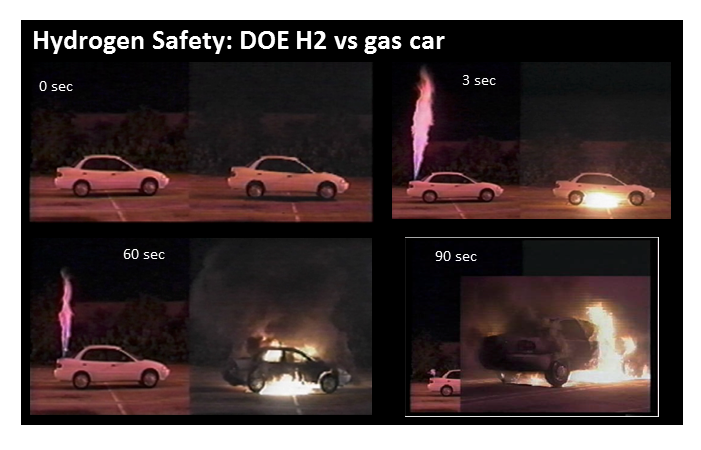 Hydrogen Safety: DOE H2 vs gas car
0 sec
3 sec
60 sec
90 sec